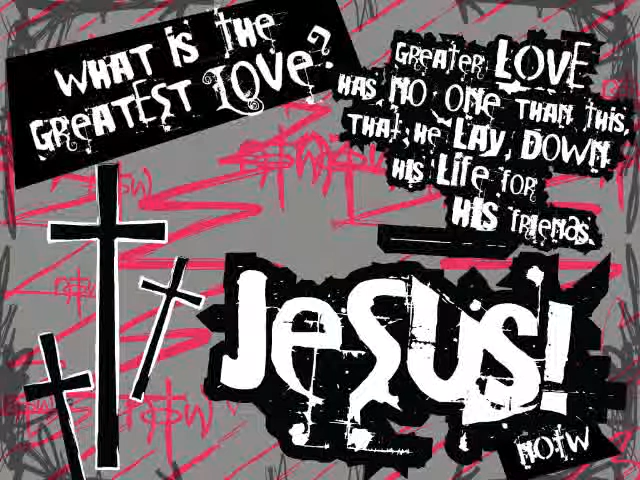 WHAT iS the
GReATEST LOVe?
GReAteR LOVE
HAS NO ONe THAN THiS,
THAT He LAY DOWN
HiS LiFe FOR
HiS FRieNdS.
JeSUS!
NOTW